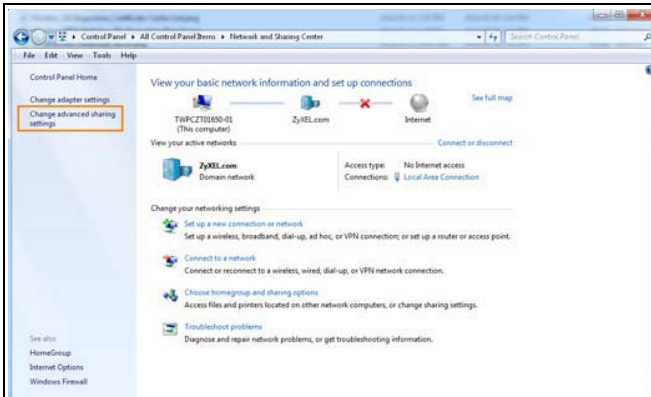 Control Panel ▸ All Control Panel Items ▸ Network and Sharing Center
Search Control Panel
File Edit View Tools Help
Control Panel Home
Change adapter settings
Change advanced sharing
settings
See also
HomeGroup
Internet Options
Windows Firewall
View your basic network information and set up connections
See full map
TWPCZT01650-01
(This computer)
ZyXEL.com
Internet
View your active networks
Connect or disconnect
ZyXEL.com
Domain network
Access type: No Internet access
Connections: Local Area Connection
Change your networking settings
Set up a new connection or network
Set up a wireless, broadband, dial-up, ad hoc, or VPN connection; or set up a router or access point.
Connect to a network
Connect or reconnect to a wireless, wired, dial-up, or VPN network connection.
Choose homegroup and sharing options
Access files and printers located on other network computers, or change sharing settings.
Troubleshoot problems
Diagnose and repair network problems, or get troubleshooting information.